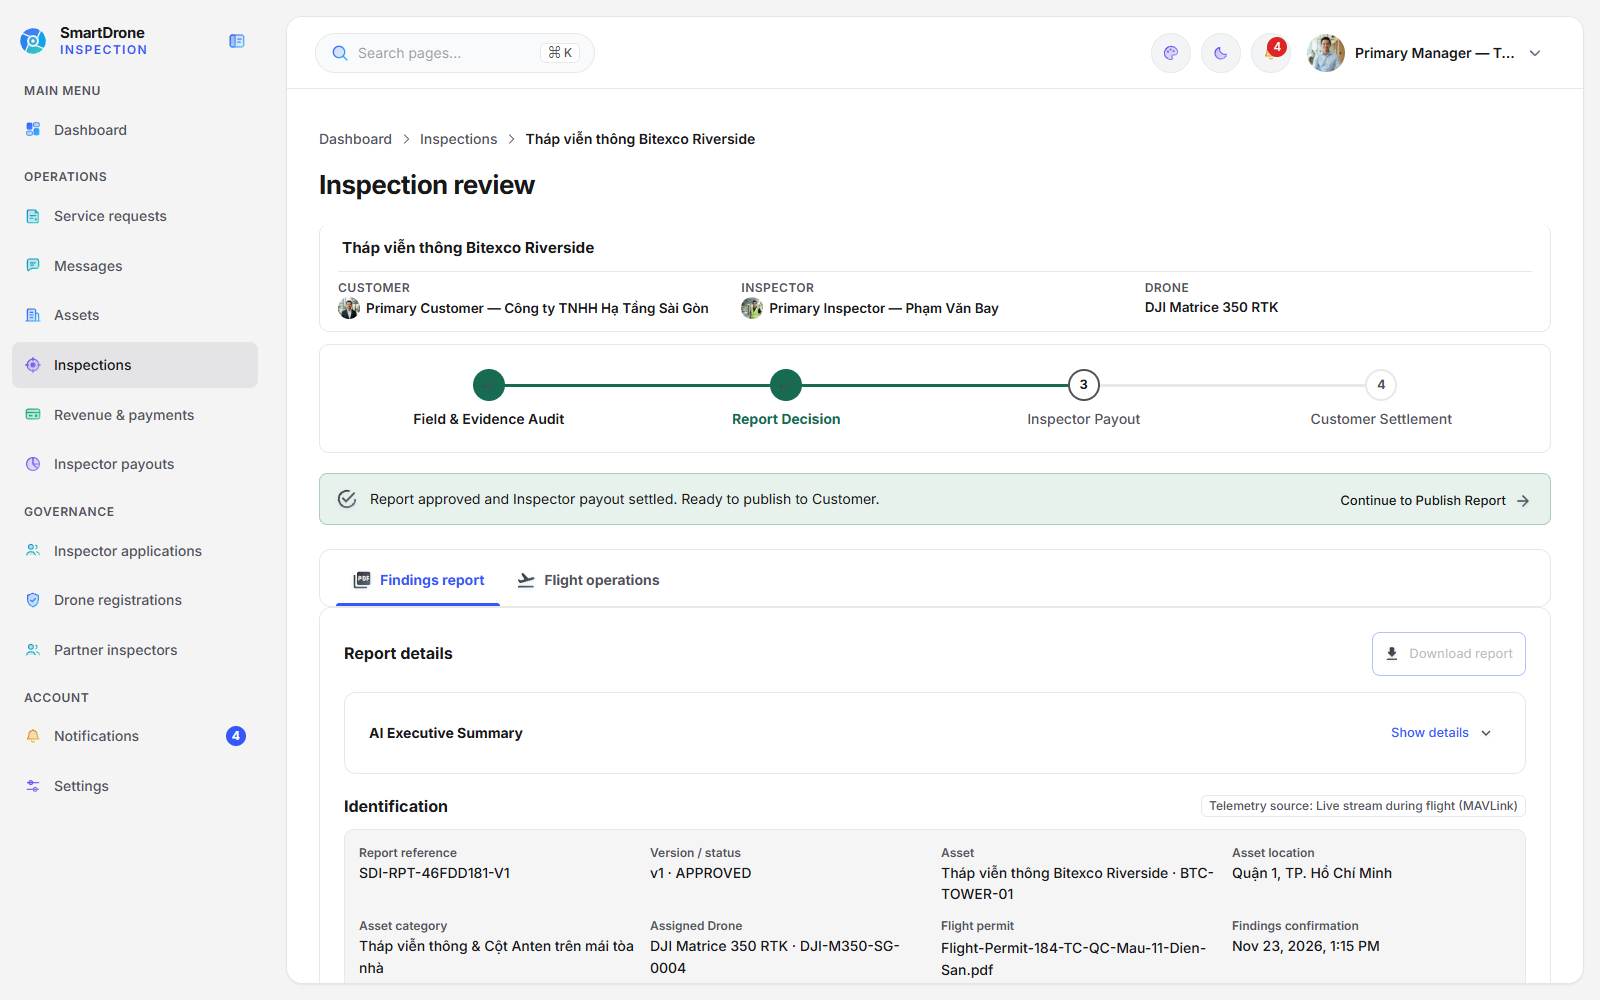 SmartDrone
INSPECTION
MAIN MENU
Dashboard
OPERATIONS
Service requests
Messages
Assets
Inspections
Revenue & payments
Inspector payouts
GOVERNANCE
Inspector applications
Drone registrations
Partner inspectors
ACCOUNT
Notifications 4
Settings
Search pages... ⌘ K
4 Primary Manager — T...
Dashboard > Inspections > Tháp viễn thông Bitexco Riverside
Inspection review
Tháp viễn thông Bitexco Riverside
CUSTOMER
Primary Customer — Công ty TNHH Hạ Tầng Sài Gòn
INSPECTOR
Primary Inspector — Phạm Văn Bay
DRONE
DJI Matrice 350 RTK
Field & Evidence Audit
Report Decision
3
Inspector Payout
4
Customer Settlement
Report approved and Inspector payout settled. Ready to publish to Customer.
Continue to Publish Report
PDF Findings report
Flight operations
Report details
Download report
AI Executive Summary
Show details
Identification
Telemetry source: Live stream during flight (MAVLink)
Report reference
SDI-RPT-46FDD181-V1
Version / status
v1 · APPROVED
Asset
Tháp viễn thông Bitexco Riverside · BTC-
TOWER-01
Asset location
Quận 1, TP. Hồ Chí Minh
Asset category
Tháp viễn thông & Cột Anten trên mái tòa
nhà
Assigned Drone
DJI Matrice 350 RTK · DJI-M350-SG-
0004
Flight permit
Flight-Permit-184-TC-QC-Mau-11-Dien-
San.pdf
Findings confirmation
Nov 23, 2026, 1:15 PM